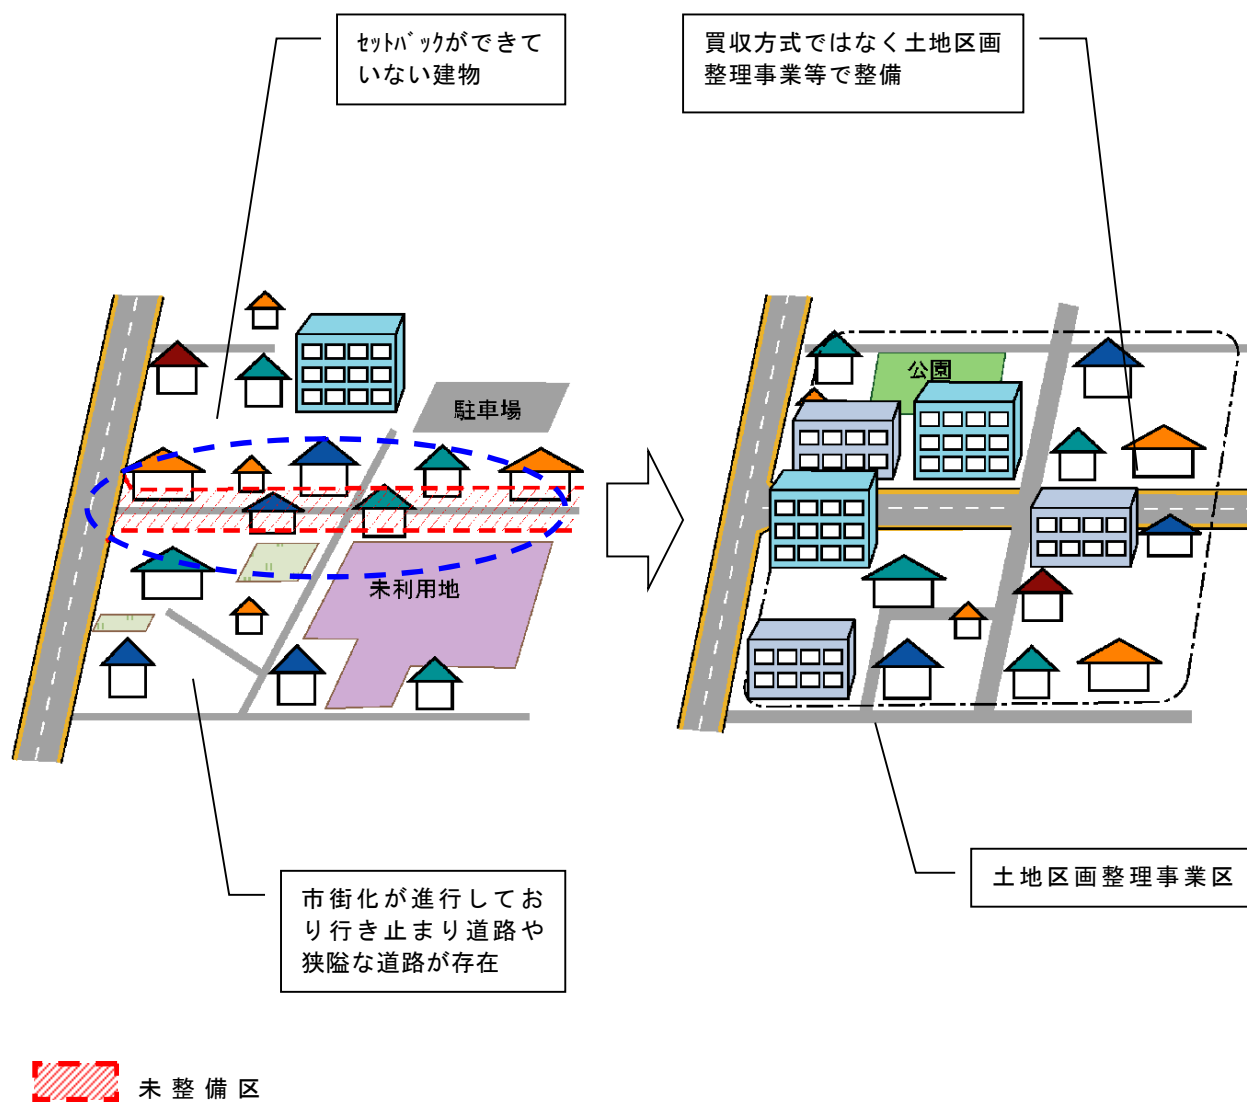 ｾｯﾄﾊﾞｯｸができて
いない建物
買収方式ではなく土地区画
整理事業等で整備
駐車場
公園
未利用地
土地区画整理事業区
市街化が進行してお
り行き止まり道路や
狭隘な道路が存在
未整備区